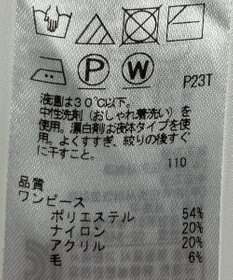 P
W
P23T
液温は30℃以下。
中性洗剤(おしゃれ着洗い)を
使用。漂白剤は液体タイプを使
用。よくすすぎ、絞りの後すぐ
に干すこと。
110
品質
ワンピース
ポリエステル 54%
ナイロン 20%
アクリル 20%
毛 6%